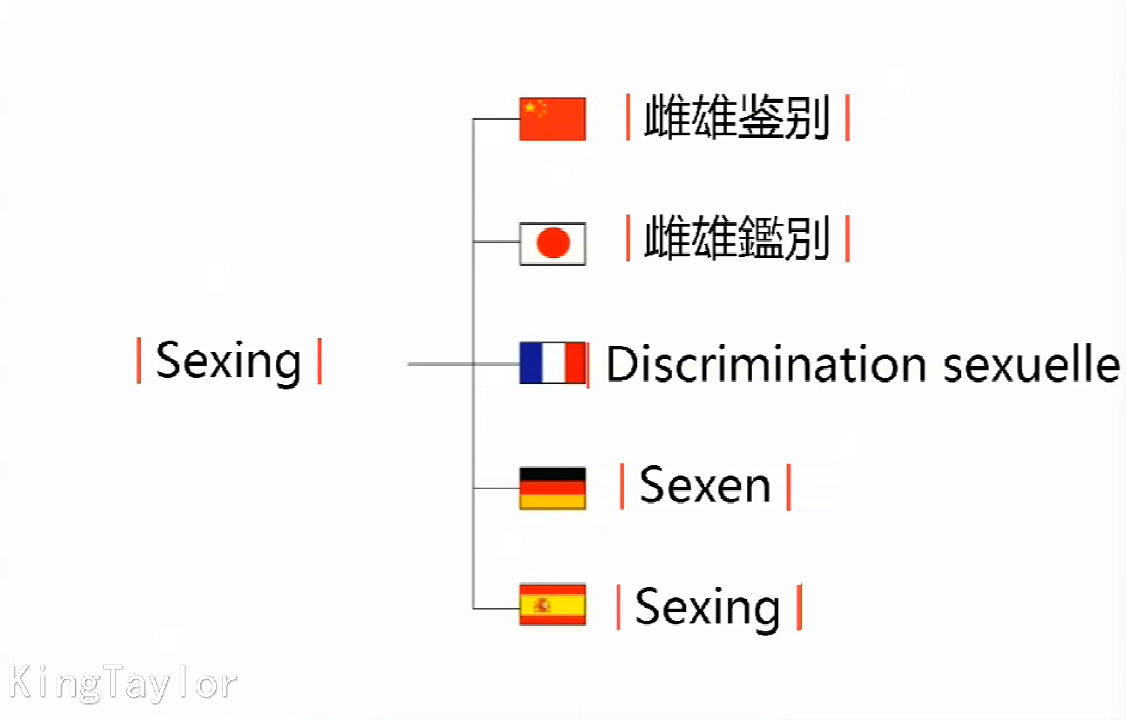 Sexing
雌雄鉴别
雌雄鑑別
Discrimination sexuelle
Sexen
Sexing
KingTaylor